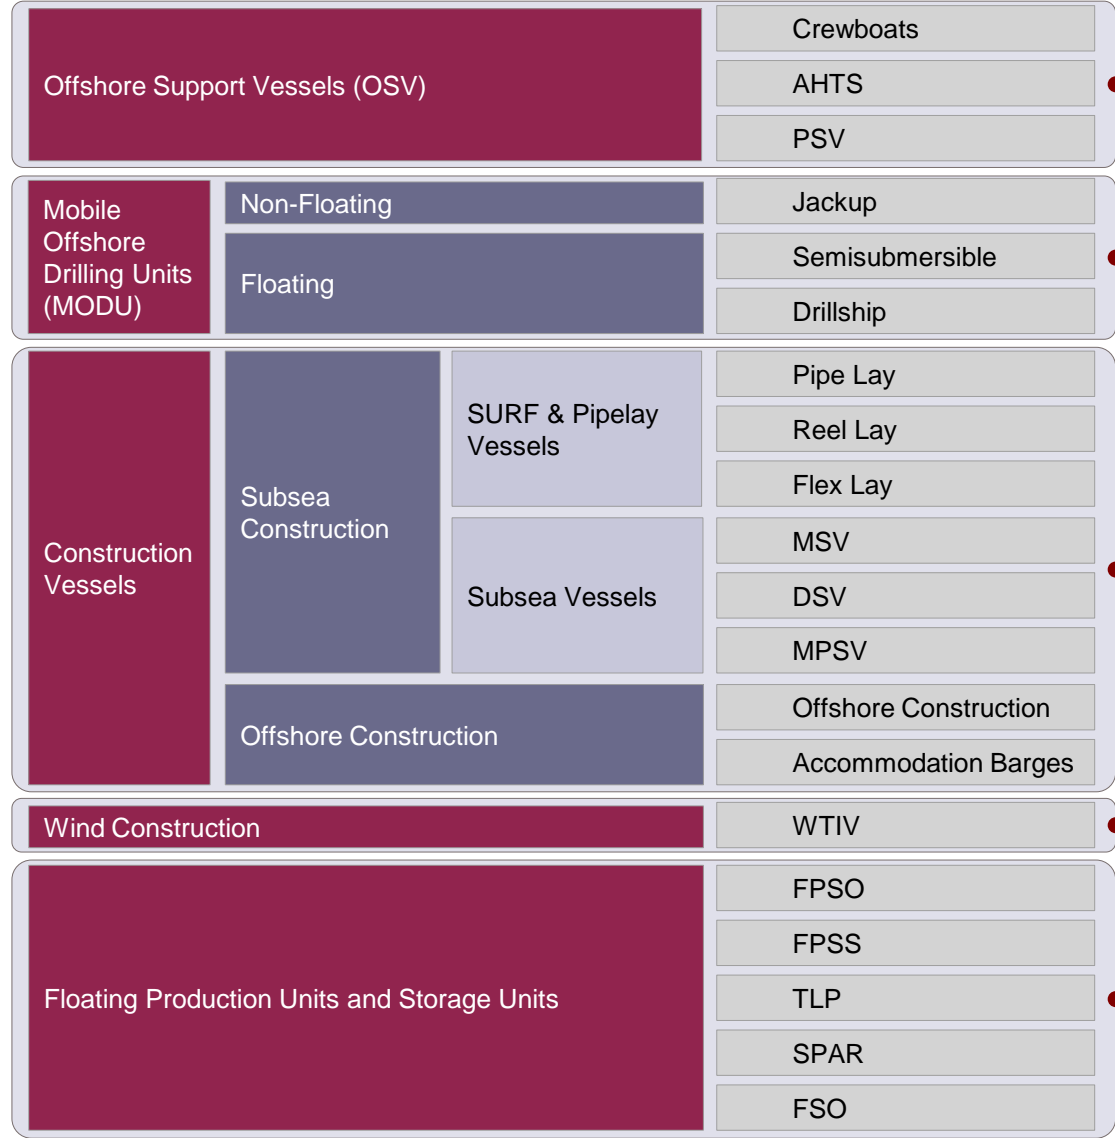 Offshore Support Vessels (OSV)
Crewboats
AHTS
PSV
Mobile
Offshore
Drilling Units
(MODU)
Non-Floating
Floating
Jackup
Semisubmersible
Drillship
Construction
Vessels
Subsea
Construction
SURF & Pipelay
Vessels
Pipe Lay
Reel Lay
Flex Lay
Subsea Vessels
MSV
DSV
MPSV
Offshore Construction
Offshore Construction
Accommodation Barges
Wind Construction
WTIV
Floating Production Units and Storage Units
FPSO
FPSS
TLP
SPAR
FSO